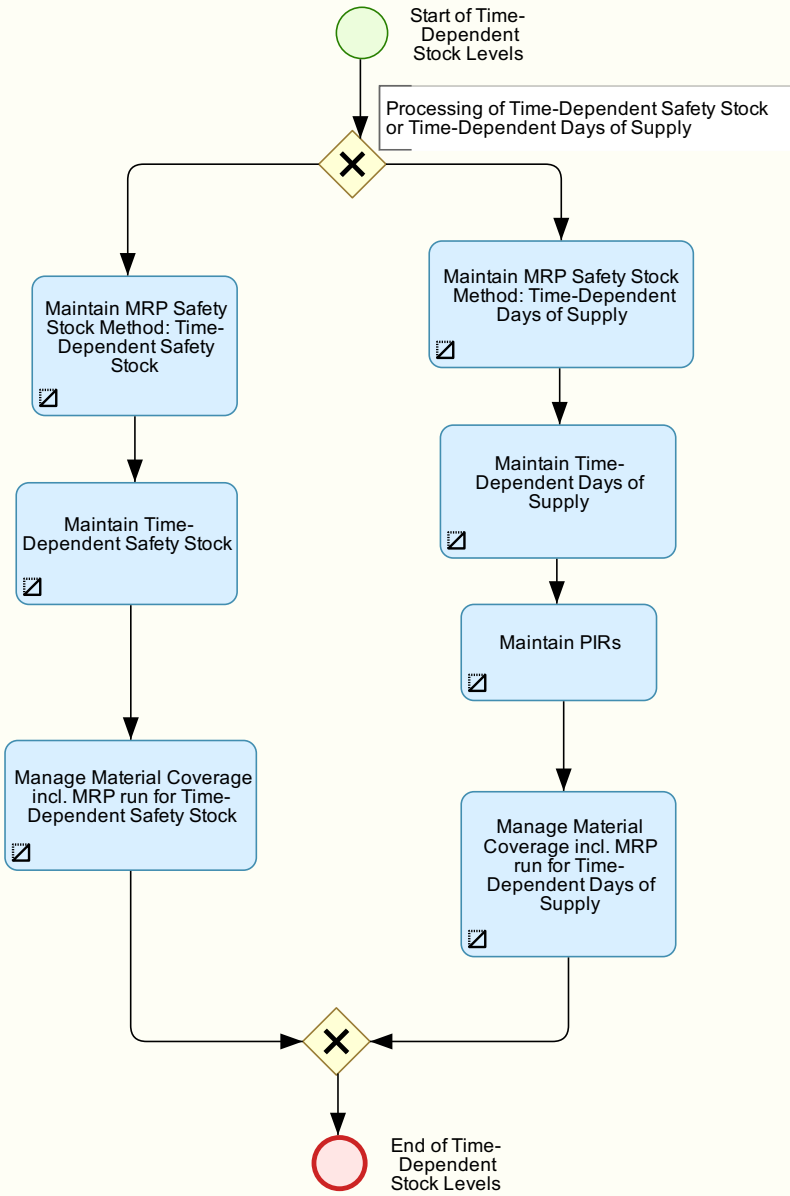 Start of Time-
Dependent
Stock Levels
Processing of Time-Dependent Safety Stock
or Time-Dependent Days of Supply
Maintain MRP Safety
Stock Method: Time-
Dependent Safety
Stock
Maintain MRP Safety Stock
Method: Time-Dependent
Days of Supply
Maintain Time-
Dependent Safety Stock
Maintain Time-
Dependent Days of
Supply
Maintain PIRs
Manage Material Coverage
incl. MRP run for Time-
Dependent Safety Stock
Manage Material
Coverage incl. MRP
run for Time-
Dependent Days of
Supply
End of Time-
Dependent
Stock Levels